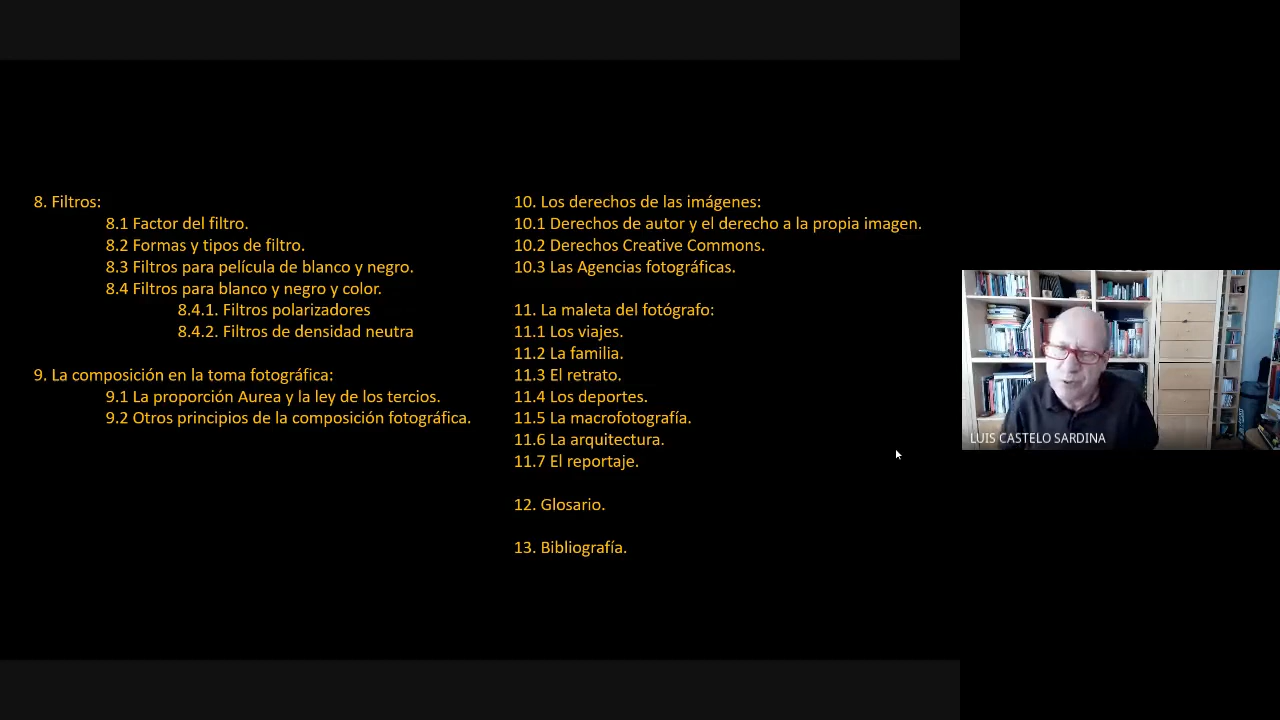 8. Filtros:
8.1 Factor del filtro.
8.2 Formas y tipos de filtro.
8.3 Filtros para película de blanco y negro.
8.4 Filtros para blanco y negro y color.
8.4.1. Filtros polarizadores
8.4.2. Filtros de densidad neutra
9. La composición en la toma fotográfica:
9.1 La proporción Aurea y la ley de los tercios.
9.2 Otros principios de la composición fotográfica.
10. Los derechos de las imágenes:
10.1 Derechos de autor y el derecho a la propia imagen.
10.2 Derechos Creative Commons.
10.3 Las Agencias fotográficas.
11. La maleta del fotógrafo:
11.1 Los viajes.
11.2 La familia.
11.3 El retrato.
11.4 Los deportes.
11.5 La macrofotografía.
11.6 La arquitectura.
11.7 El reportaje.
12. Glosario.
13. Bibliografía.
LUIS CASTELO SARDINA